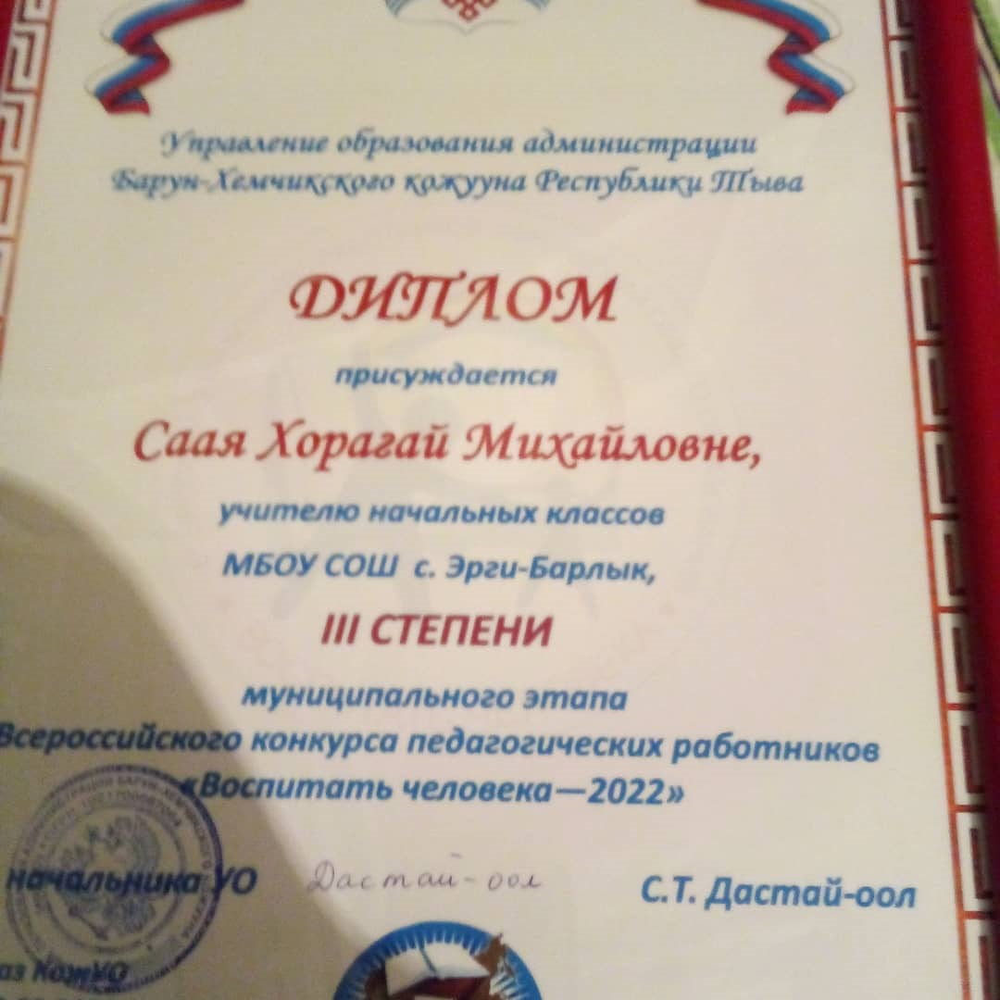 Управление образования администрации
Барун-Хемчикского кожууна Республики Тыва
ДИПЛОМ
присуждается
Саая Хорагай Михайловне,
учителю начальных классов
МБОУ СОШ с. Эрги-Барлык,
III СТЕПЕНИ
муниципального этапа
Всероссийского конкурса педагогических работников
«Воспитать человека—2022»
начальника УО Дастай-оол С.Т. Дастай-оол
аз КожУО